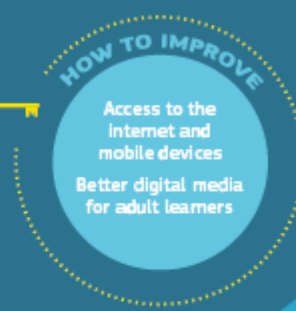 HOW TO IMPROVE
Access to the
internet and
mobile devices
Better digital media
for adult learners